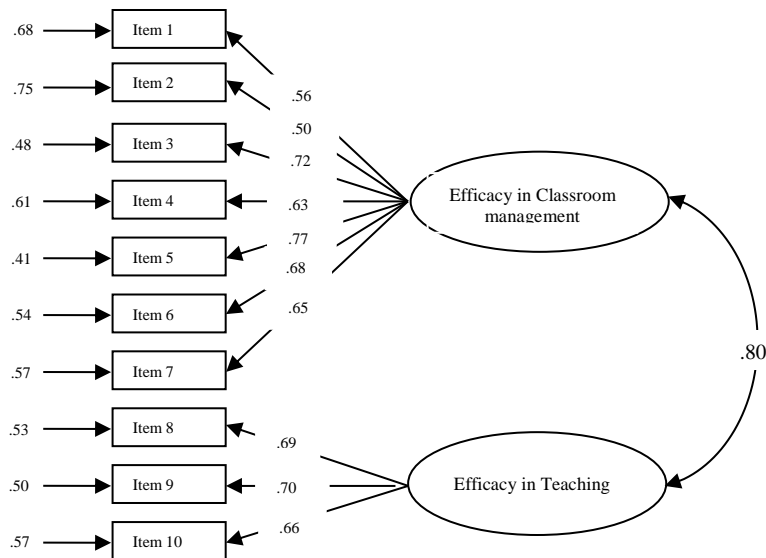 .68
Item 1
.56
.75
Item 2
.50
.48
Item 3
.72
.61
Item 4
.63
.41
Item 5
.77
.54
Item 6
.68
.57
Item 7
.65
Efficacy in Classroom
management
.80
.53
Item 8
.69
.50
Item 9
.70
Efficacy in Teaching
.57
Item 10
.66